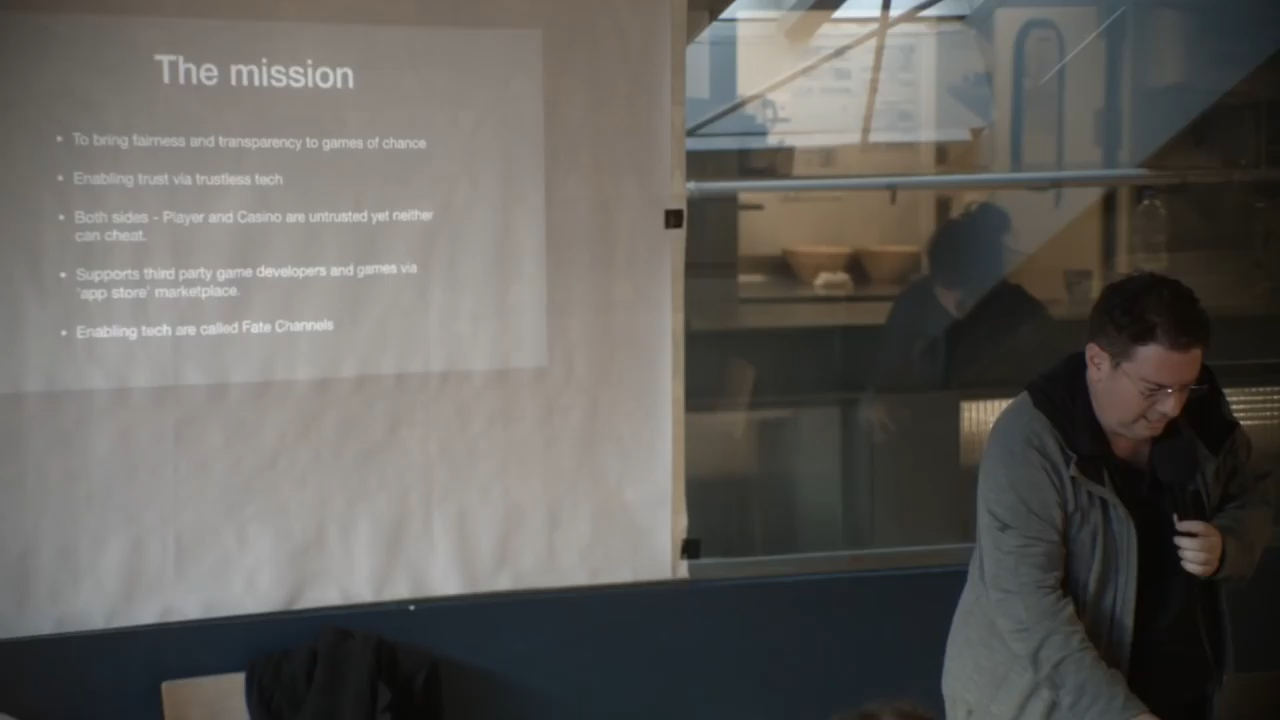 The mission
• To bring fairness and transparency to games of chance
• Enabling trust via trustless tech
• Both sides - Player and Casino are untrusted yet neither
can cheat.
• Supports third party game developers and games via
'app store' marketplace.
• Enabling tech are called Fate Channels